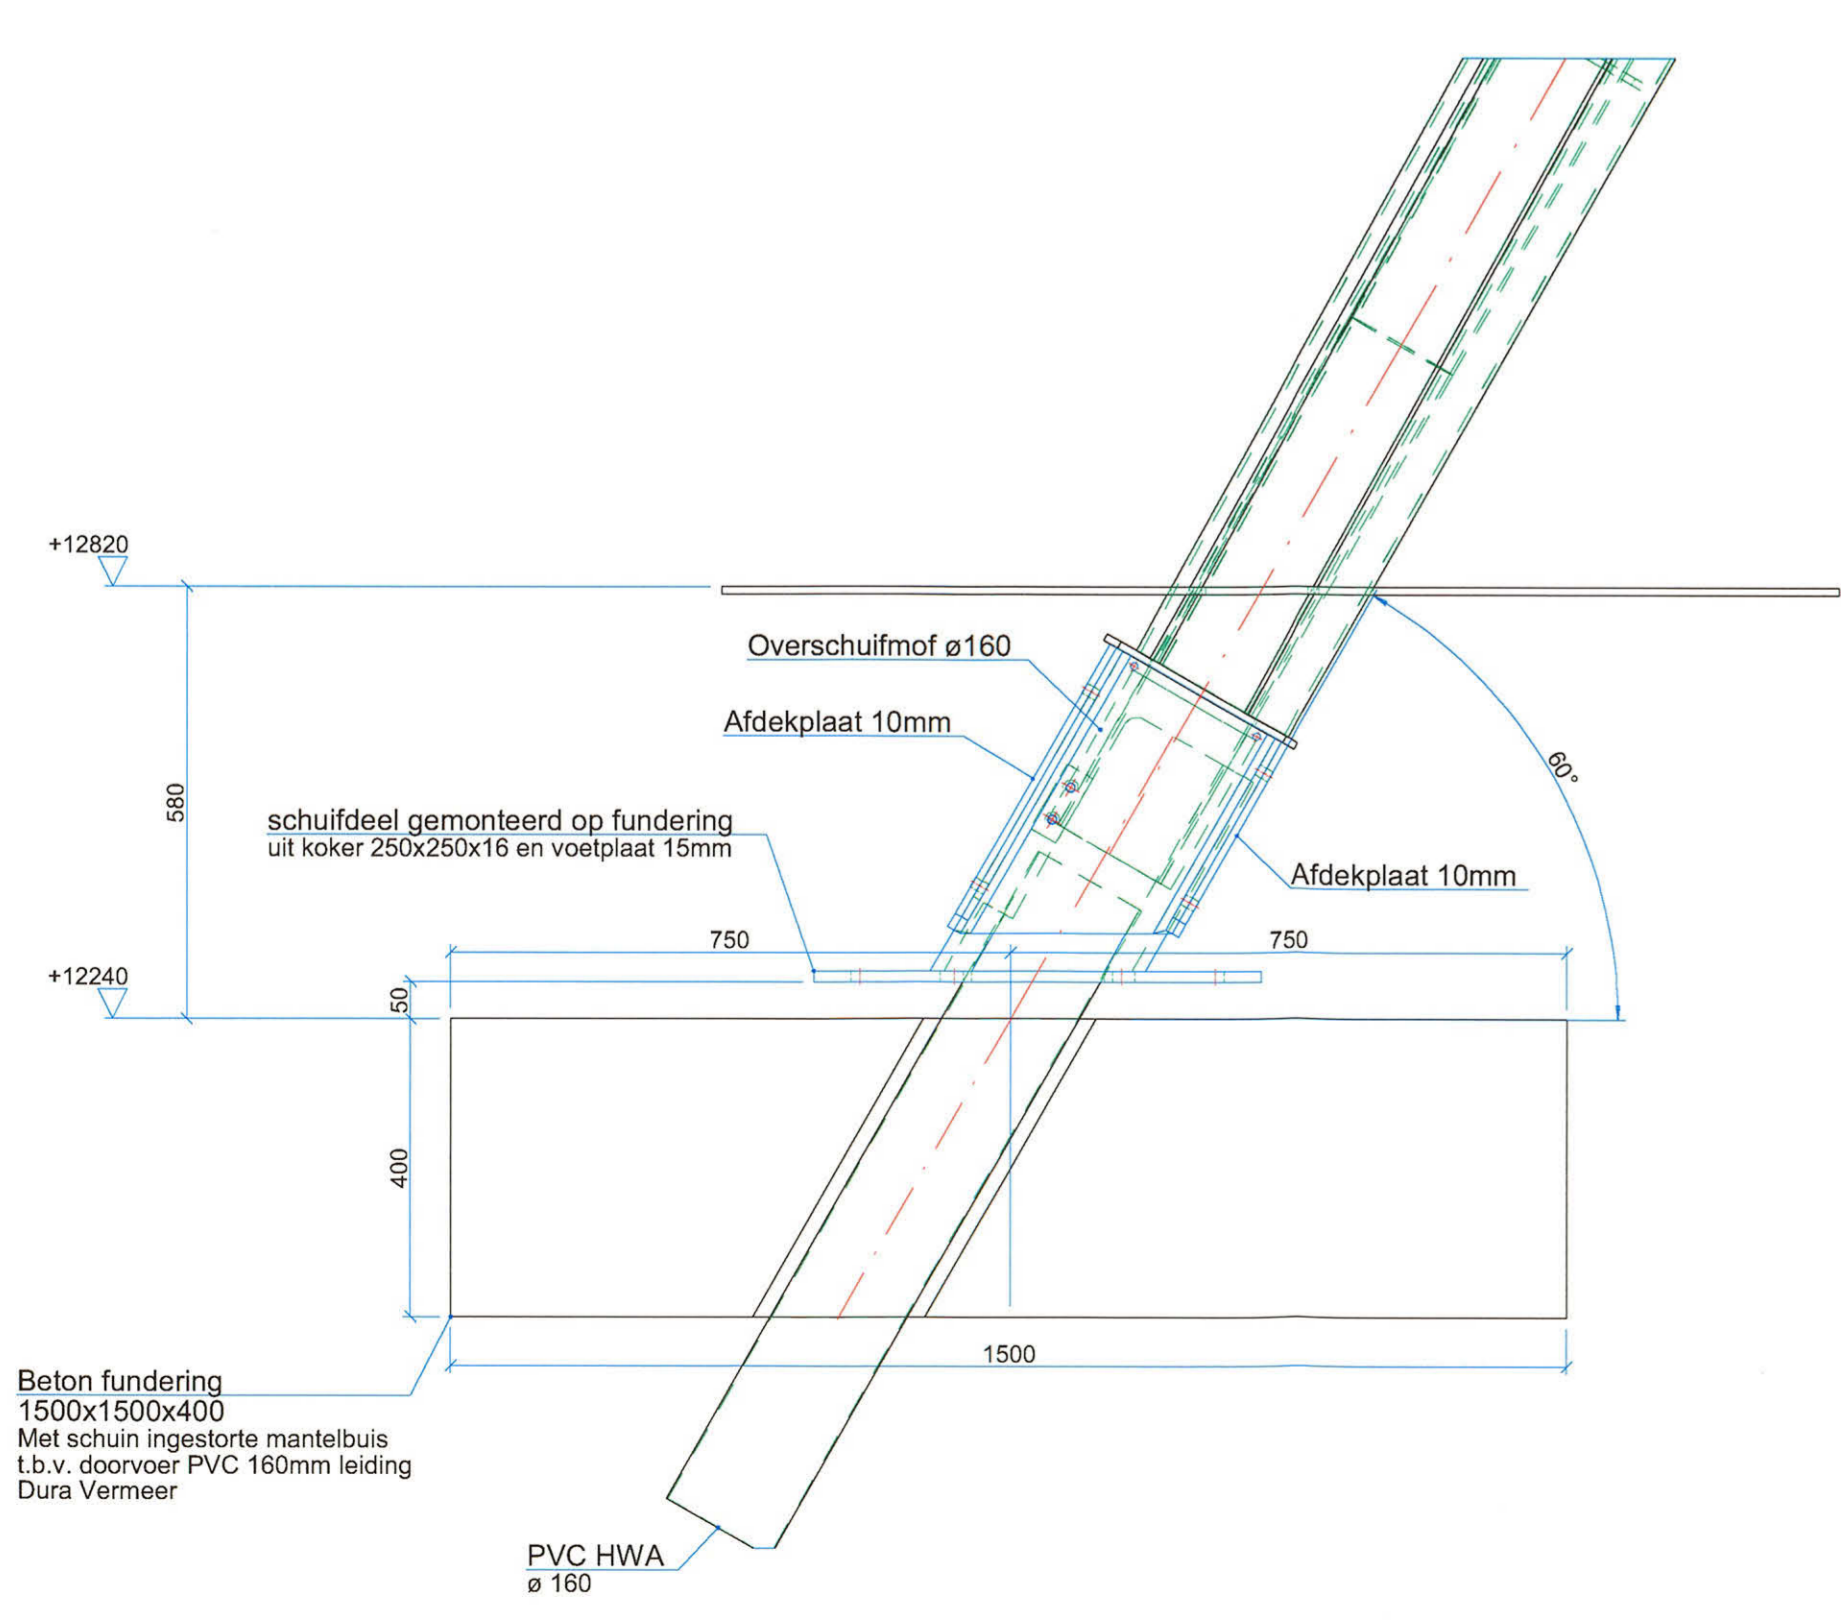 +12820
Overschuifmof ø160
Afdekplaat 10mm
60°
580
schuifdeel gemonteerd op fundering
uit koker 250x250x16 en voetplaat 15mm
Afdekplaat 10mm
750
750
+12240
50
400
1500
Beton fundering
1500x1500x400
Met schuin ingestorte mantelbuis
t.b.v. doorvoer PVC 160mm leiding
Dura Vermeer
PVC HWA
ø 160